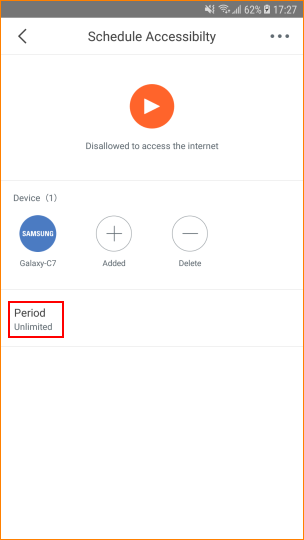 62% 17:27
Schedule Accessibilty
Disallowed to access the internet
Device (1)
SAMSUNG
Galaxy-C7 Added Delete
Period
Unlimited